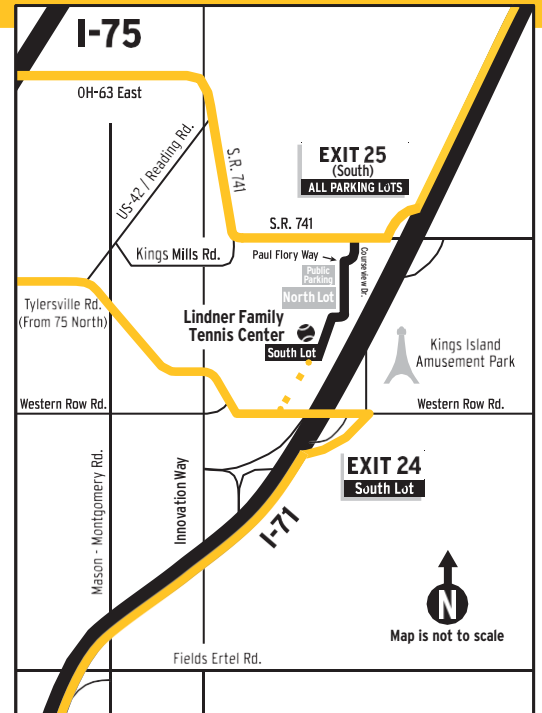 I-75
OH-63 East
US-42 / Reading Rd.
S.R. 741
EXIT 25
(South)
ALL PARKING LOTS
S.R. 741
Kings Mills Rd.
Paul Flory Way
Courseview Dr.
Public
Parking
North Lot
Tylersville Rd.
(From 75 North)
Lindner Family
Tennis Center
South Lot
Kings Island
Amusement Park
Western Row Rd.
Western Row Rd.
Mason - Montgomery Rd.
Innovation Way
EXIT 24
South Lot
I-71
N
Map is not to scale
Fields Ertel Rd.